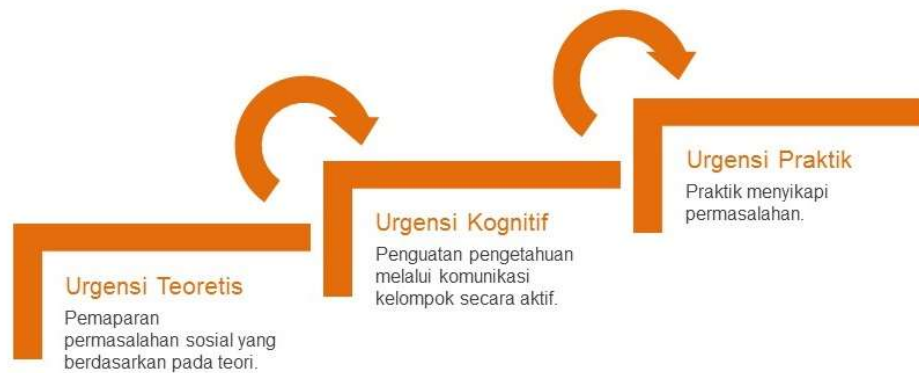 Urgensi Teoretis
Pemaparan
permasalahan sosial yang
berdasarkan pada teori.
Urgensi Kognitif
Penguatan pengetahuan
melalui komunikasi
kelompok secara aktif.
Urgensi Praktik
Praktik menyikapi
permasalahan.